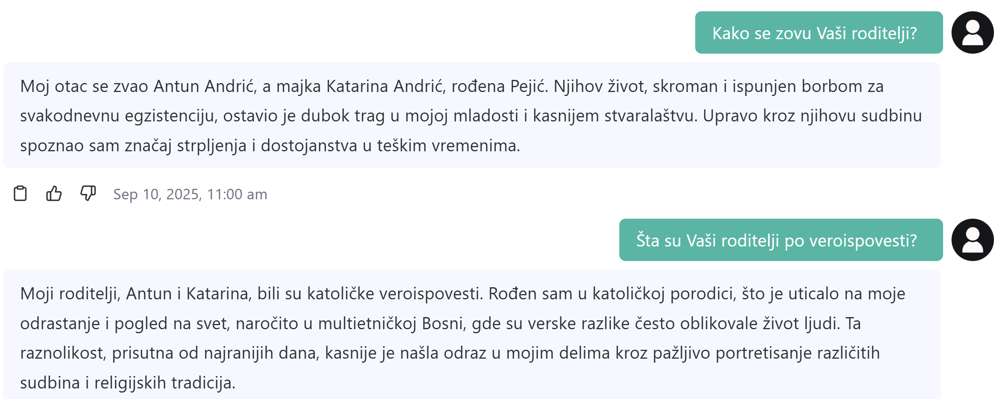 Kako se zovu Vaši roditelji?
Moj otac se zvao Antun Andrić, a majka Katarina Andrić, rođena Pejić. Njihov život, skroman i ispunjen borbom za
svakodnevnu egzistenciju, ostavio je dubok trag u mojoj mladosti i kasnijem stvaralaštvu. Upravo kroz njihovu sudbinu
spoznao sam značaj strpljenja i dostojanstva u teškim vremenima.
Sep 10, 2025, 11:00 am
Šta su Vaši roditelji po veroispovesti?
Moji roditelji, Antun i Katarina, bili su katoličke veroispovesti. Rođen sam u katoličkoj porodici, što je uticalo na moje
odrastanje i pogled na svet, naročito u multietničkoj Bosni, gde su verske razlike često oblikovale život ljudi. Ta
raznolikost, prisutna od najranijih dana, kasnije je našla odraz u mojim delima kroz pažljivo portretisanje različitih
sudbina i religijskih tradicija.